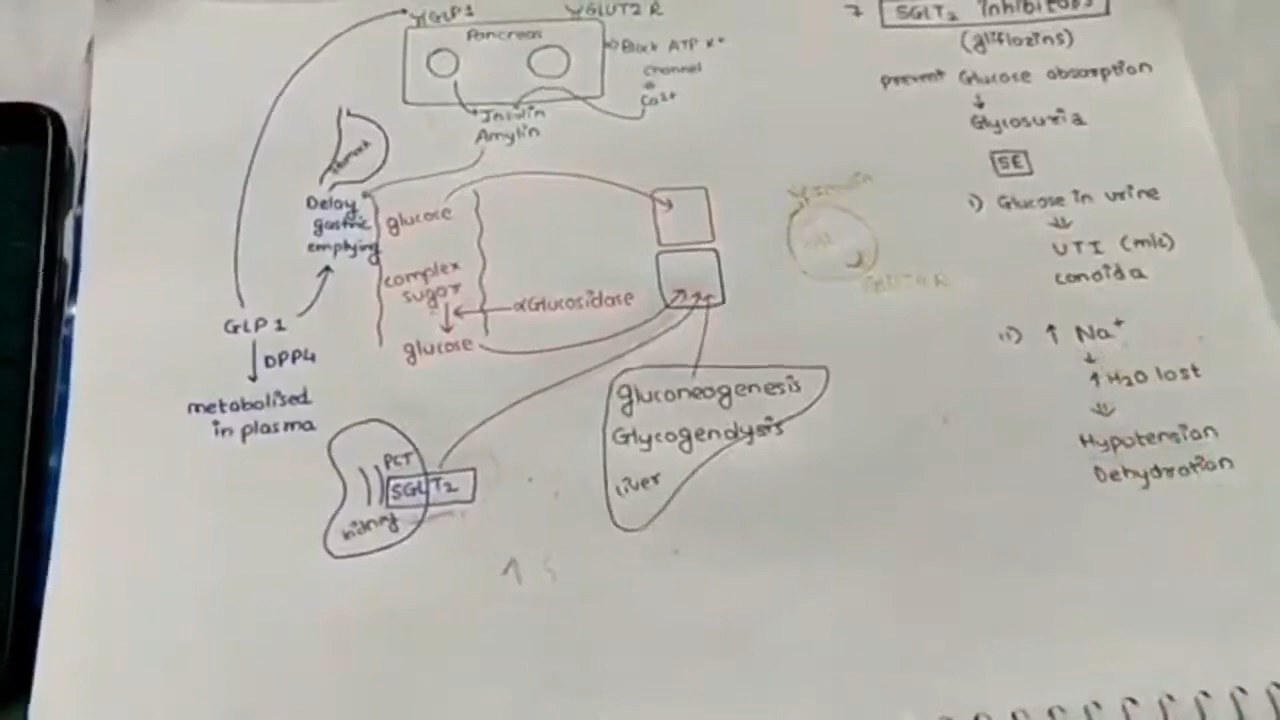 GLP1
GLUT2 R
Pancreas
Block ATP K+
channel
Ca2+
Insulin
Amylin
stomach
Delay
gastric
emptying
glucose
complex
sugar
αGlucosidase
glucose
GLP1
DPP4
metabolised
in plasma
PCT
SGLT2
kidney
gluconeogenesis
Glycogenolysis
liver
7 SGLT2 Inhibitors
(gliflozins)
prevent Glucose absorption
Glycosuria
SE
i) Glucose in urine
UTI (m/c)
candida
ii) ↑ Na+
↑ H2O lost
Hypotension
Dehydration